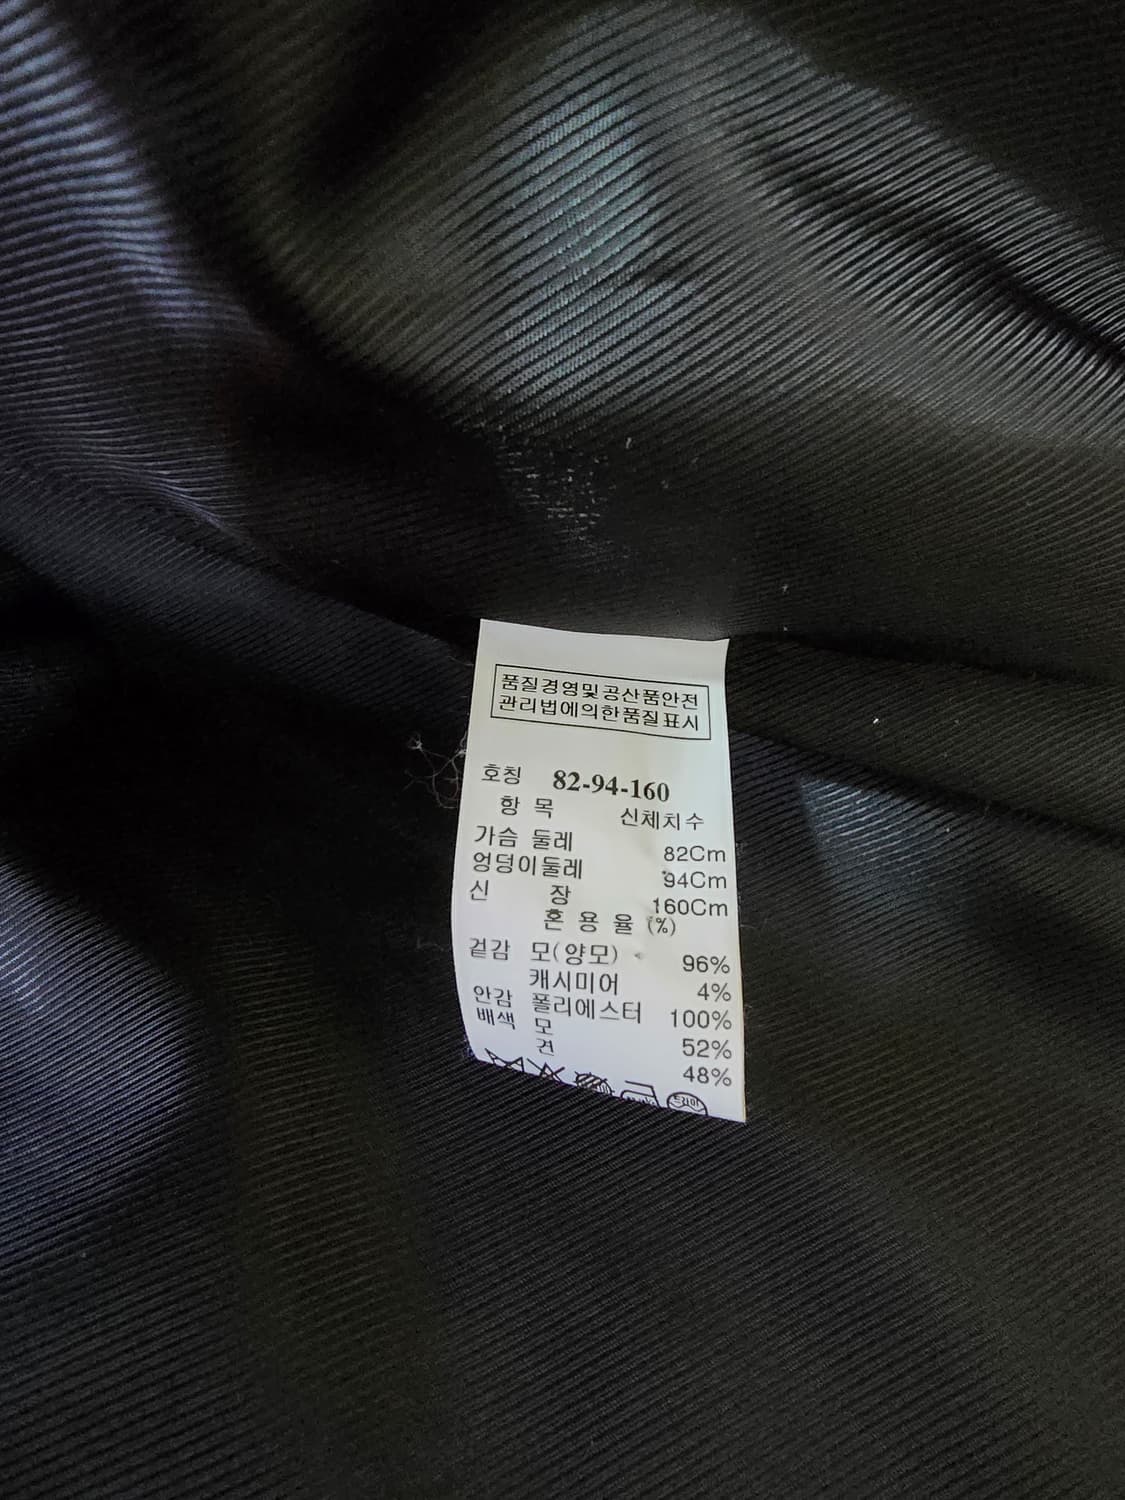 품질경영및공산품안전
관리법에의한품질표시
호칭 82-94-160
항 목 신체치수
가슴 둘레 82Cm
엉덩이둘레 94Cm
신 장 160Cm
혼 용 율 (%)
겉감 모(양모) 96%
캐시미어 4%
안감 폴리에스터 100%
배색 모 52%
견 48%
드라이